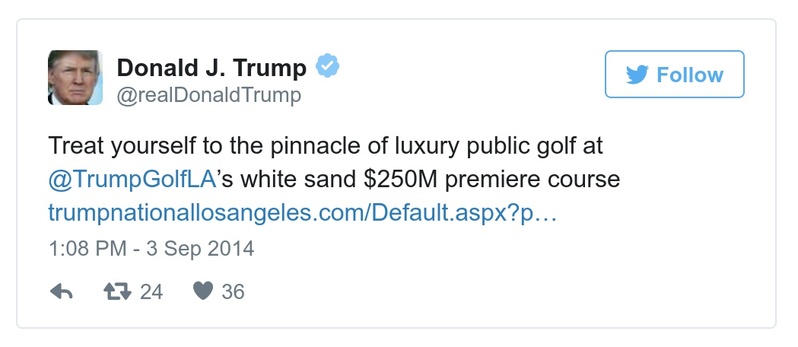 Donald J. Trump
@realDonaldTrump
Follow
Treat yourself to the pinnacle of luxury public golf at
@TrumpGolfLA's white sand $250M premiere course
trumpnationallosangeles.com/Default.aspx?p…
1:08 PM - 3 Sep 2014
24 36